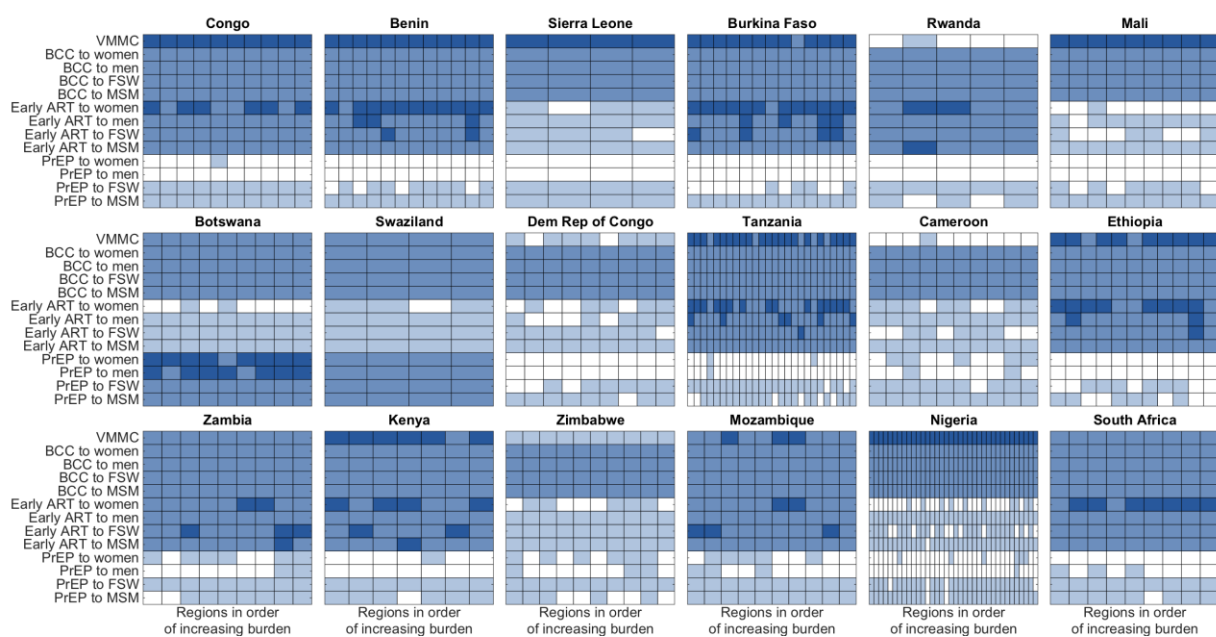 Congo
Benin
Sierra Leone
Burkina Faso
Rwanda
Mali
VMMC
BCC to women
BCC to men
BCC to FSW
BCC to MSM
Early ART to women
Early ART to men
Early ART to FSW
Early ART to MSM
PrEP to women
PrEP to men
PrEP to FSW
PrEP to MSM
Botswana
Swaziland
Dem Rep of Congo
Tanzania
Cameroon
Ethiopia
VMMC
BCC to women
BCC to men
BCC to FSW
BCC to MSM
Early ART to women
Early ART to men
Early ART to FSW
Early ART to MSM
PrEP to women
PrEP to men
PrEP to FSW
PrEP to MSM
Zambia
Kenya
Zimbabwe
Mozambique
Nigeria
South Africa
VMMC
BCC to women
BCC to men
BCC to FSW
BCC to MSM
Early ART to women
Early ART to men
Early ART to FSW
Early ART to MSM
PrEP to women
PrEP to men
PrEP to FSW
PrEP to MSM
Regions in order
of increasing burden
Regions in order
of increasing burden
Regions in order
of increasing burden
Regions in order
of increasing burden
Regions in order
of increasing burden
Regions in order
of increasing burden